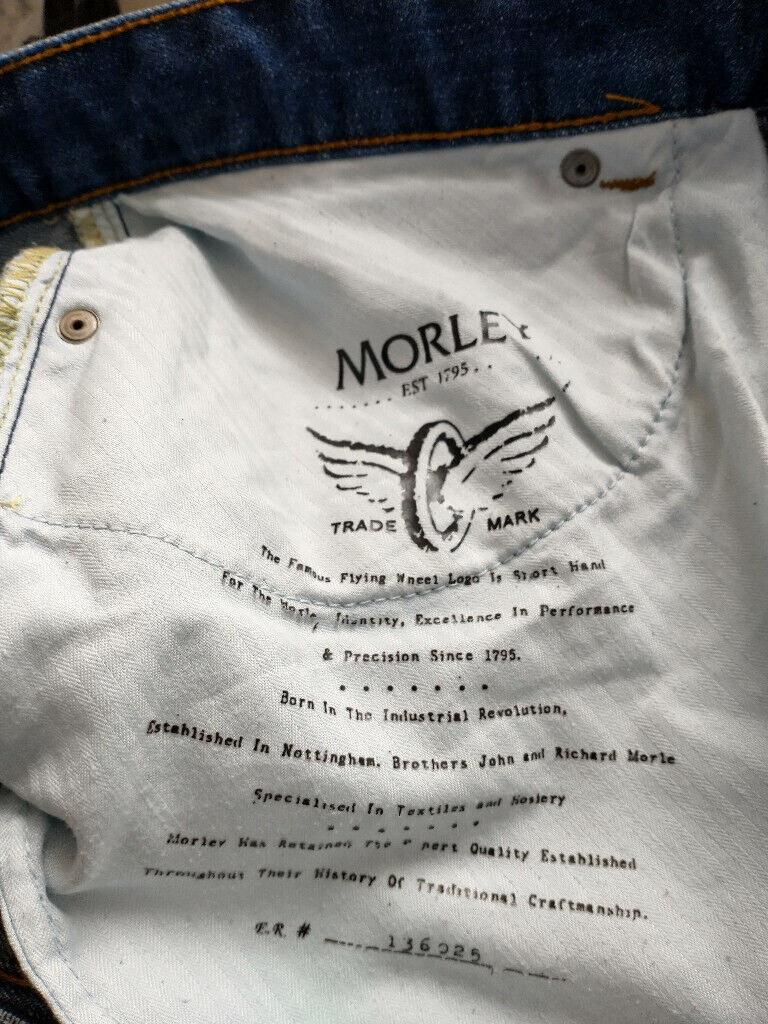 MORLEY
EST 1795
TRADE MARK
The Famous Flying Wheel Logo Is Short Hand
For The Morley Identity, Excellence In Performance
& Precision Since 1795.
Born In The Industrial Revolution,
Established In Nottingham. Brothers John and Richard Morle
Specialised In Textiles and Hosiery
Morley Has Retained The Quality Established
Throughout Their History Of Traditional Craftmanship.
E.R. # 136025